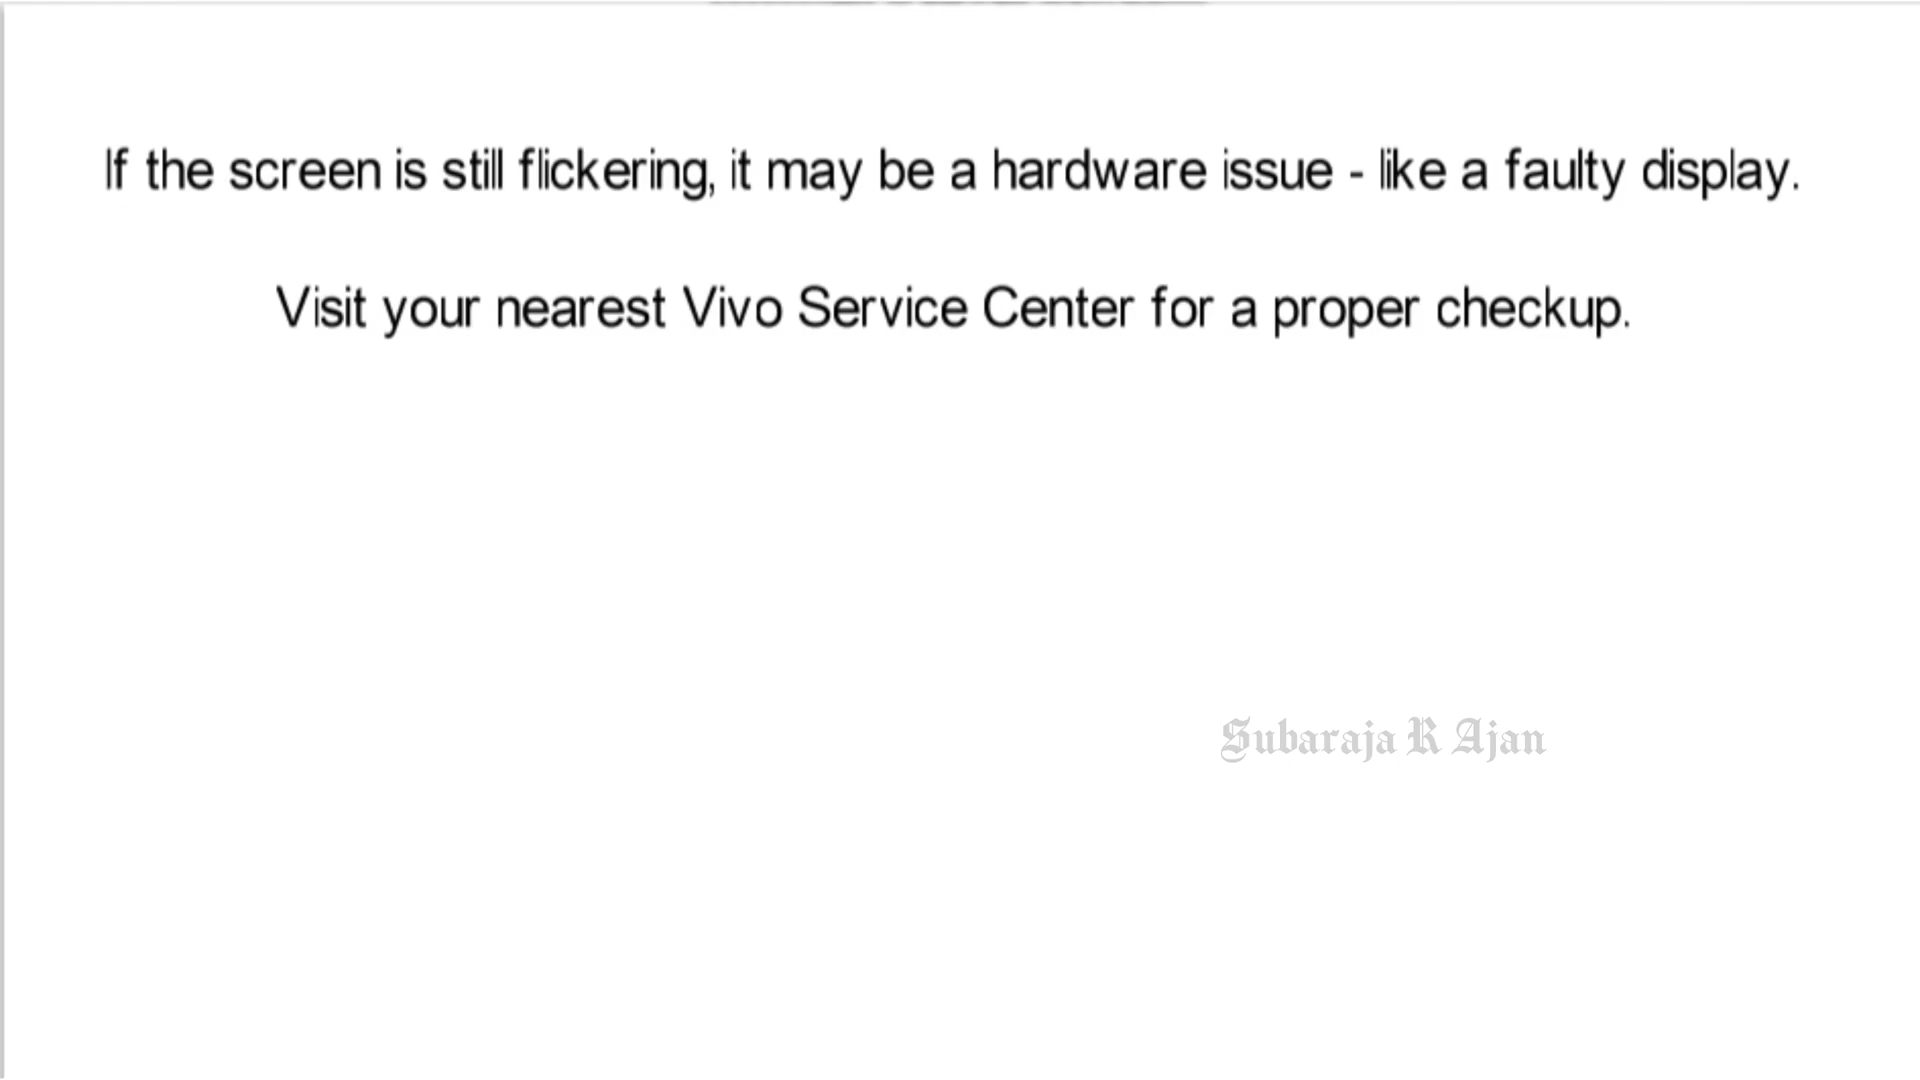 If the screen is still flickering, it may be a hardware issue - like a faulty display.
Visit your nearest Vivo Service Center for a proper checkup.
Subaraja R Ajan